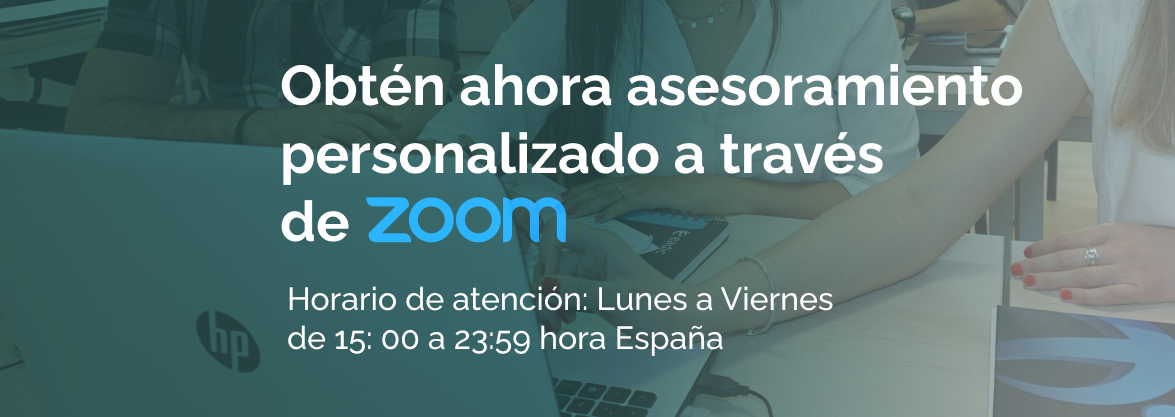 Obtén ahora asesoramiento
personalizado a través
de zoom
Horario de atención: Lunes a Viernes
de 15: 00 a 23:59 hora España
hp